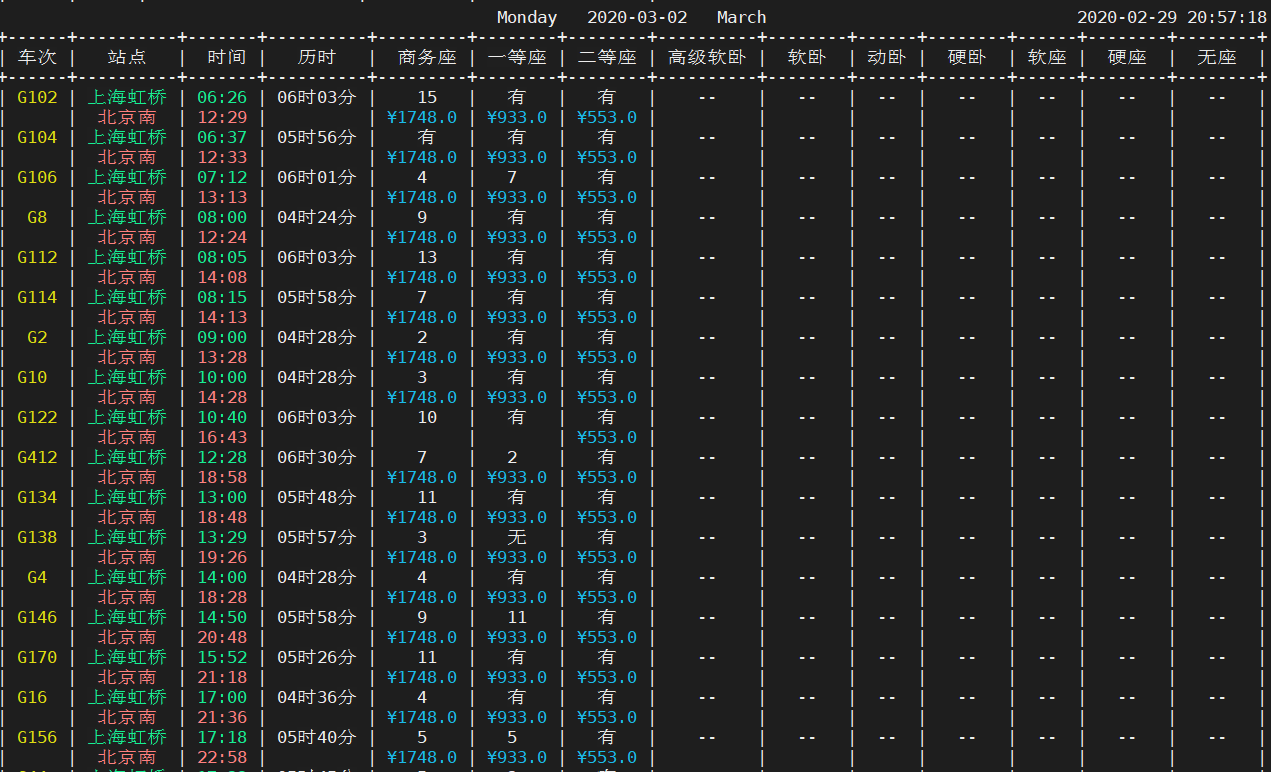 Monday 2020-03-02 March 2020-02-29 20:57:18
车次 站点 时间 历时 商务座 一等座 二等座 高级软卧 软卧 动卧 硬卧 软座 硬座 无座
G102 上海虹桥 06:26 06时03分 15 有 有 -- -- -- -- -- -- --
北京南 12:29 ¥1748.0 ¥933.0 ¥553.0
G104 上海虹桥 06:37 05时56分 有 有 有 -- -- -- -- -- -- --
北京南 12:33 ¥1748.0 ¥933.0 ¥553.0
G106 上海虹桥 07:12 06时01分 4 7 有 -- -- -- -- -- -- --
北京南 13:13 ¥1748.0 ¥933.0 ¥553.0
G8 上海虹桥 08:00 04时24分 9 有 有 -- -- -- -- -- -- --
北京南 12:24 ¥1748.0 ¥933.0 ¥553.0
G112 上海虹桥 08:05 06时03分 13 有 有 -- -- -- -- -- -- --
北京南 14:08 ¥1748.0 ¥933.0 ¥553.0
G114 上海虹桥 08:15 05时58分 7 有 有 -- -- -- -- -- -- --
北京南 14:13 ¥1748.0 ¥933.0 ¥553.0
G2 上海虹桥 09:00 04时28分 2 有 有 -- -- -- -- -- -- --
北京南 13:28 ¥1748.0 ¥933.0 ¥553.0
G10 上海虹桥 10:00 04时28分 3 有 有 -- -- -- -- -- -- --
北京南 14:28 ¥1748.0 ¥933.0 ¥553.0
G122 上海虹桥 10:40 06时03分 10 有 有 -- -- -- -- -- -- --
北京南 16:43 ¥553.0
G412 上海虹桥 12:28 06时30分 7 2 有 -- -- -- -- -- -- --
北京南 18:58 ¥1748.0 ¥933.0 ¥553.0
G134 上海虹桥 13:00 05时48分 11 有 有 -- -- -- -- -- -- --
北京南 18:48 ¥1748.0 ¥933.0 ¥553.0
G138 上海虹桥 13:29 05时57分 3 无 有 -- -- -- -- -- -- --
北京南 19:26 ¥1748.0 ¥933.0 ¥553.0
G4 上海虹桥 14:00 04时28分 4 有 有 -- -- -- -- -- -- --
北京南 18:28 ¥1748.0 ¥933.0 ¥553.0
G146 上海虹桥 14:50 05时58分 9 11 有 -- -- -- -- -- -- --
北京南 20:48 ¥1748.0 ¥933.0 ¥553.0
G170 上海虹桥 15:52 05时26分 11 有 有 -- -- -- -- -- -- --
北京南 21:18 ¥1748.0 ¥933.0 ¥553.0
G16 上海虹桥 17:00 04时36分 4 有 有 -- -- -- -- -- -- --
北京南 21:36 ¥1748.0 ¥933.0 ¥553.0
G156 上海虹桥 17:18 05时40分 5 5 有 -- -- -- -- -- -- --
北京南 22:58 ¥1748.0 ¥933.0 ¥553.0